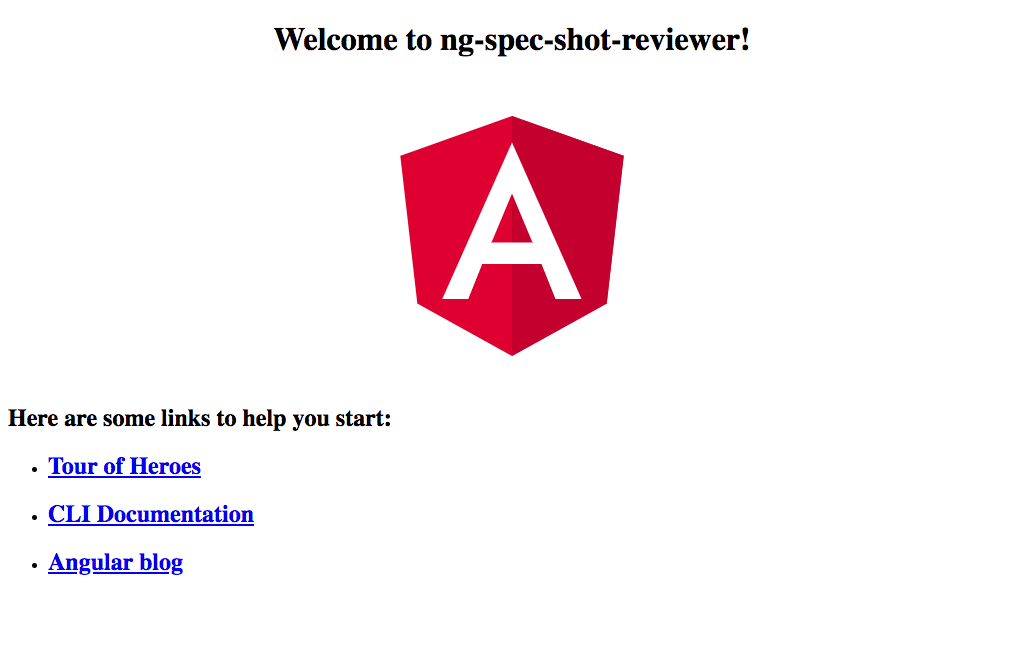 Welcome to ng-spec-shot-reviewer!
A
Here are some links to help you start:
Tour of Heroes
CLI Documentation
Angular blog